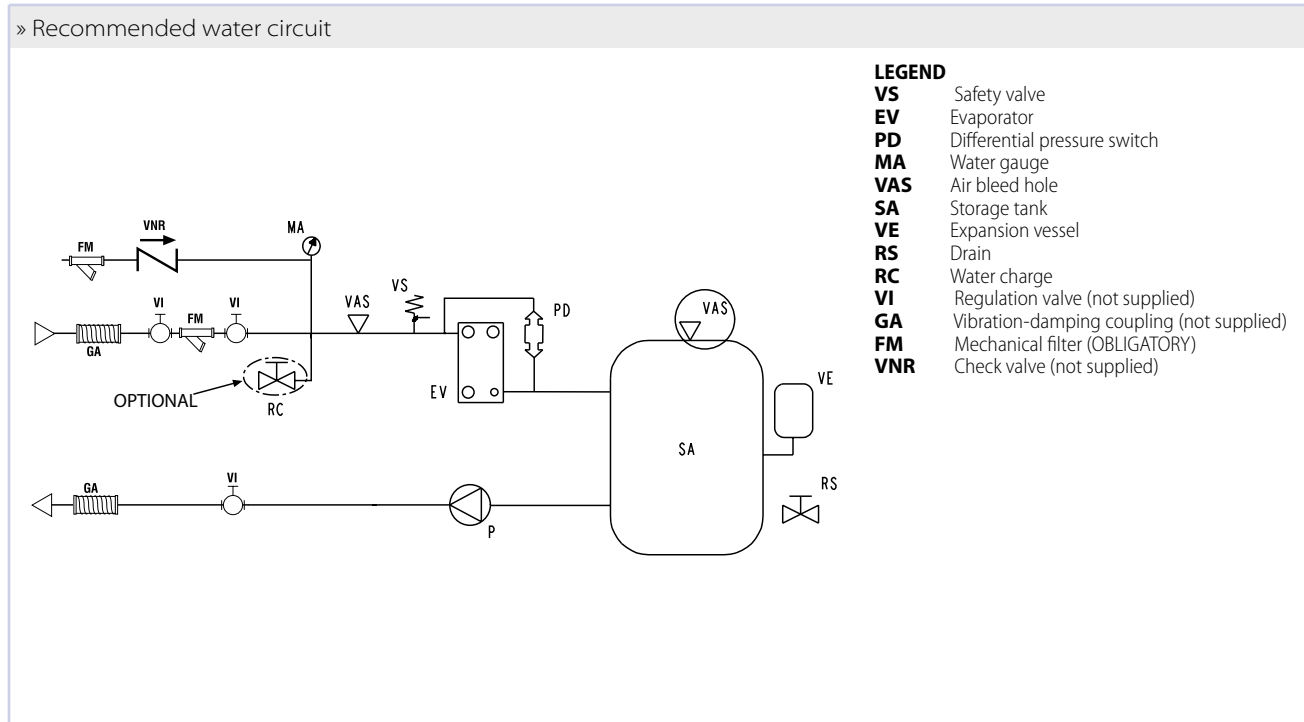 » Recommended water circuit
LEGEND
VS Safety valve
EV Evaporator
PD Differential pressure switch
MA Water gauge
VAS Air bleed hole
SA Storage tank
VE Expansion vessel
RS Drain
RC Water charge
VI Regulation valve (not supplied)
GA Vibration-damping coupling (not supplied)
FM Mechanical filter (OBLIGATORY)
VNR Check valve (not supplied)
VNR
MA
FM
VS
VI
FM
VI
VAS
PD
VAS
GA
EV
VE
OPTIONAL
RC
SA
GA
VI
RS
P